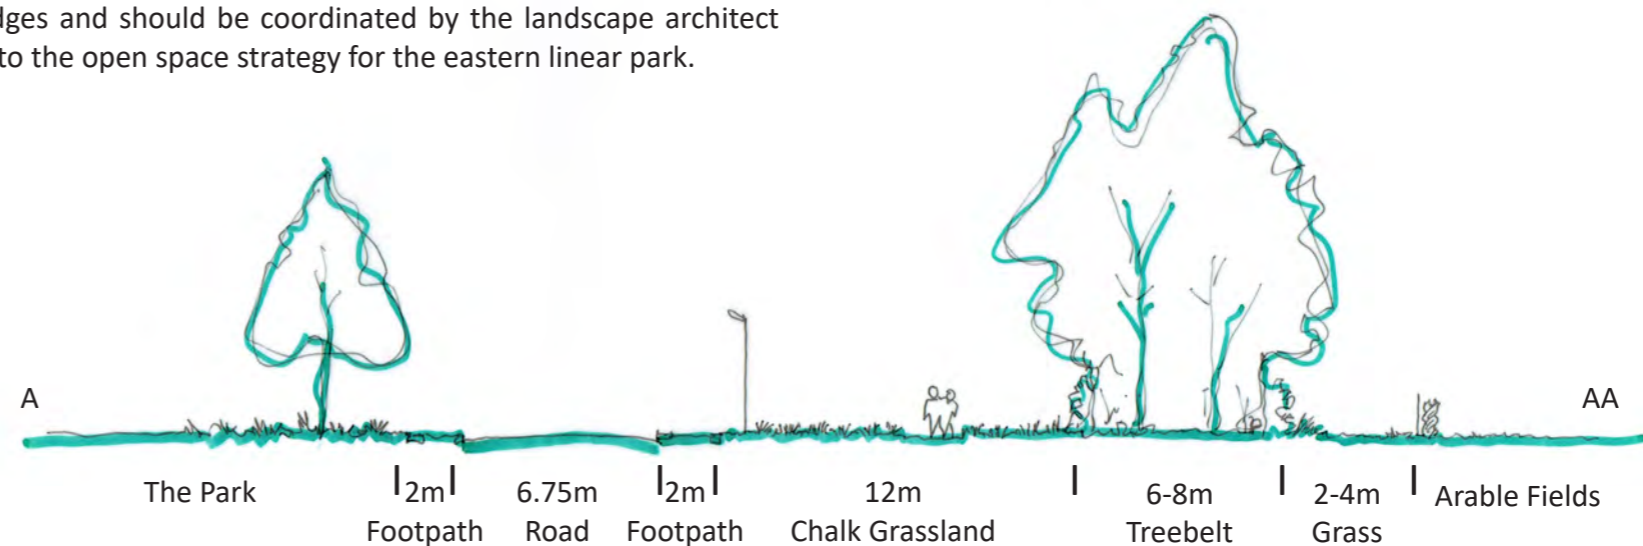 dges and should be coordinated by the landscape architect
to the open space strategy for the eastern linear park.
A
AA
The Park
2m
6.75m
2m
12m
6-8m
2-4m
Arable Fields
Footpath
Road
Footpath
Chalk Grassland
Treebelt
Grass